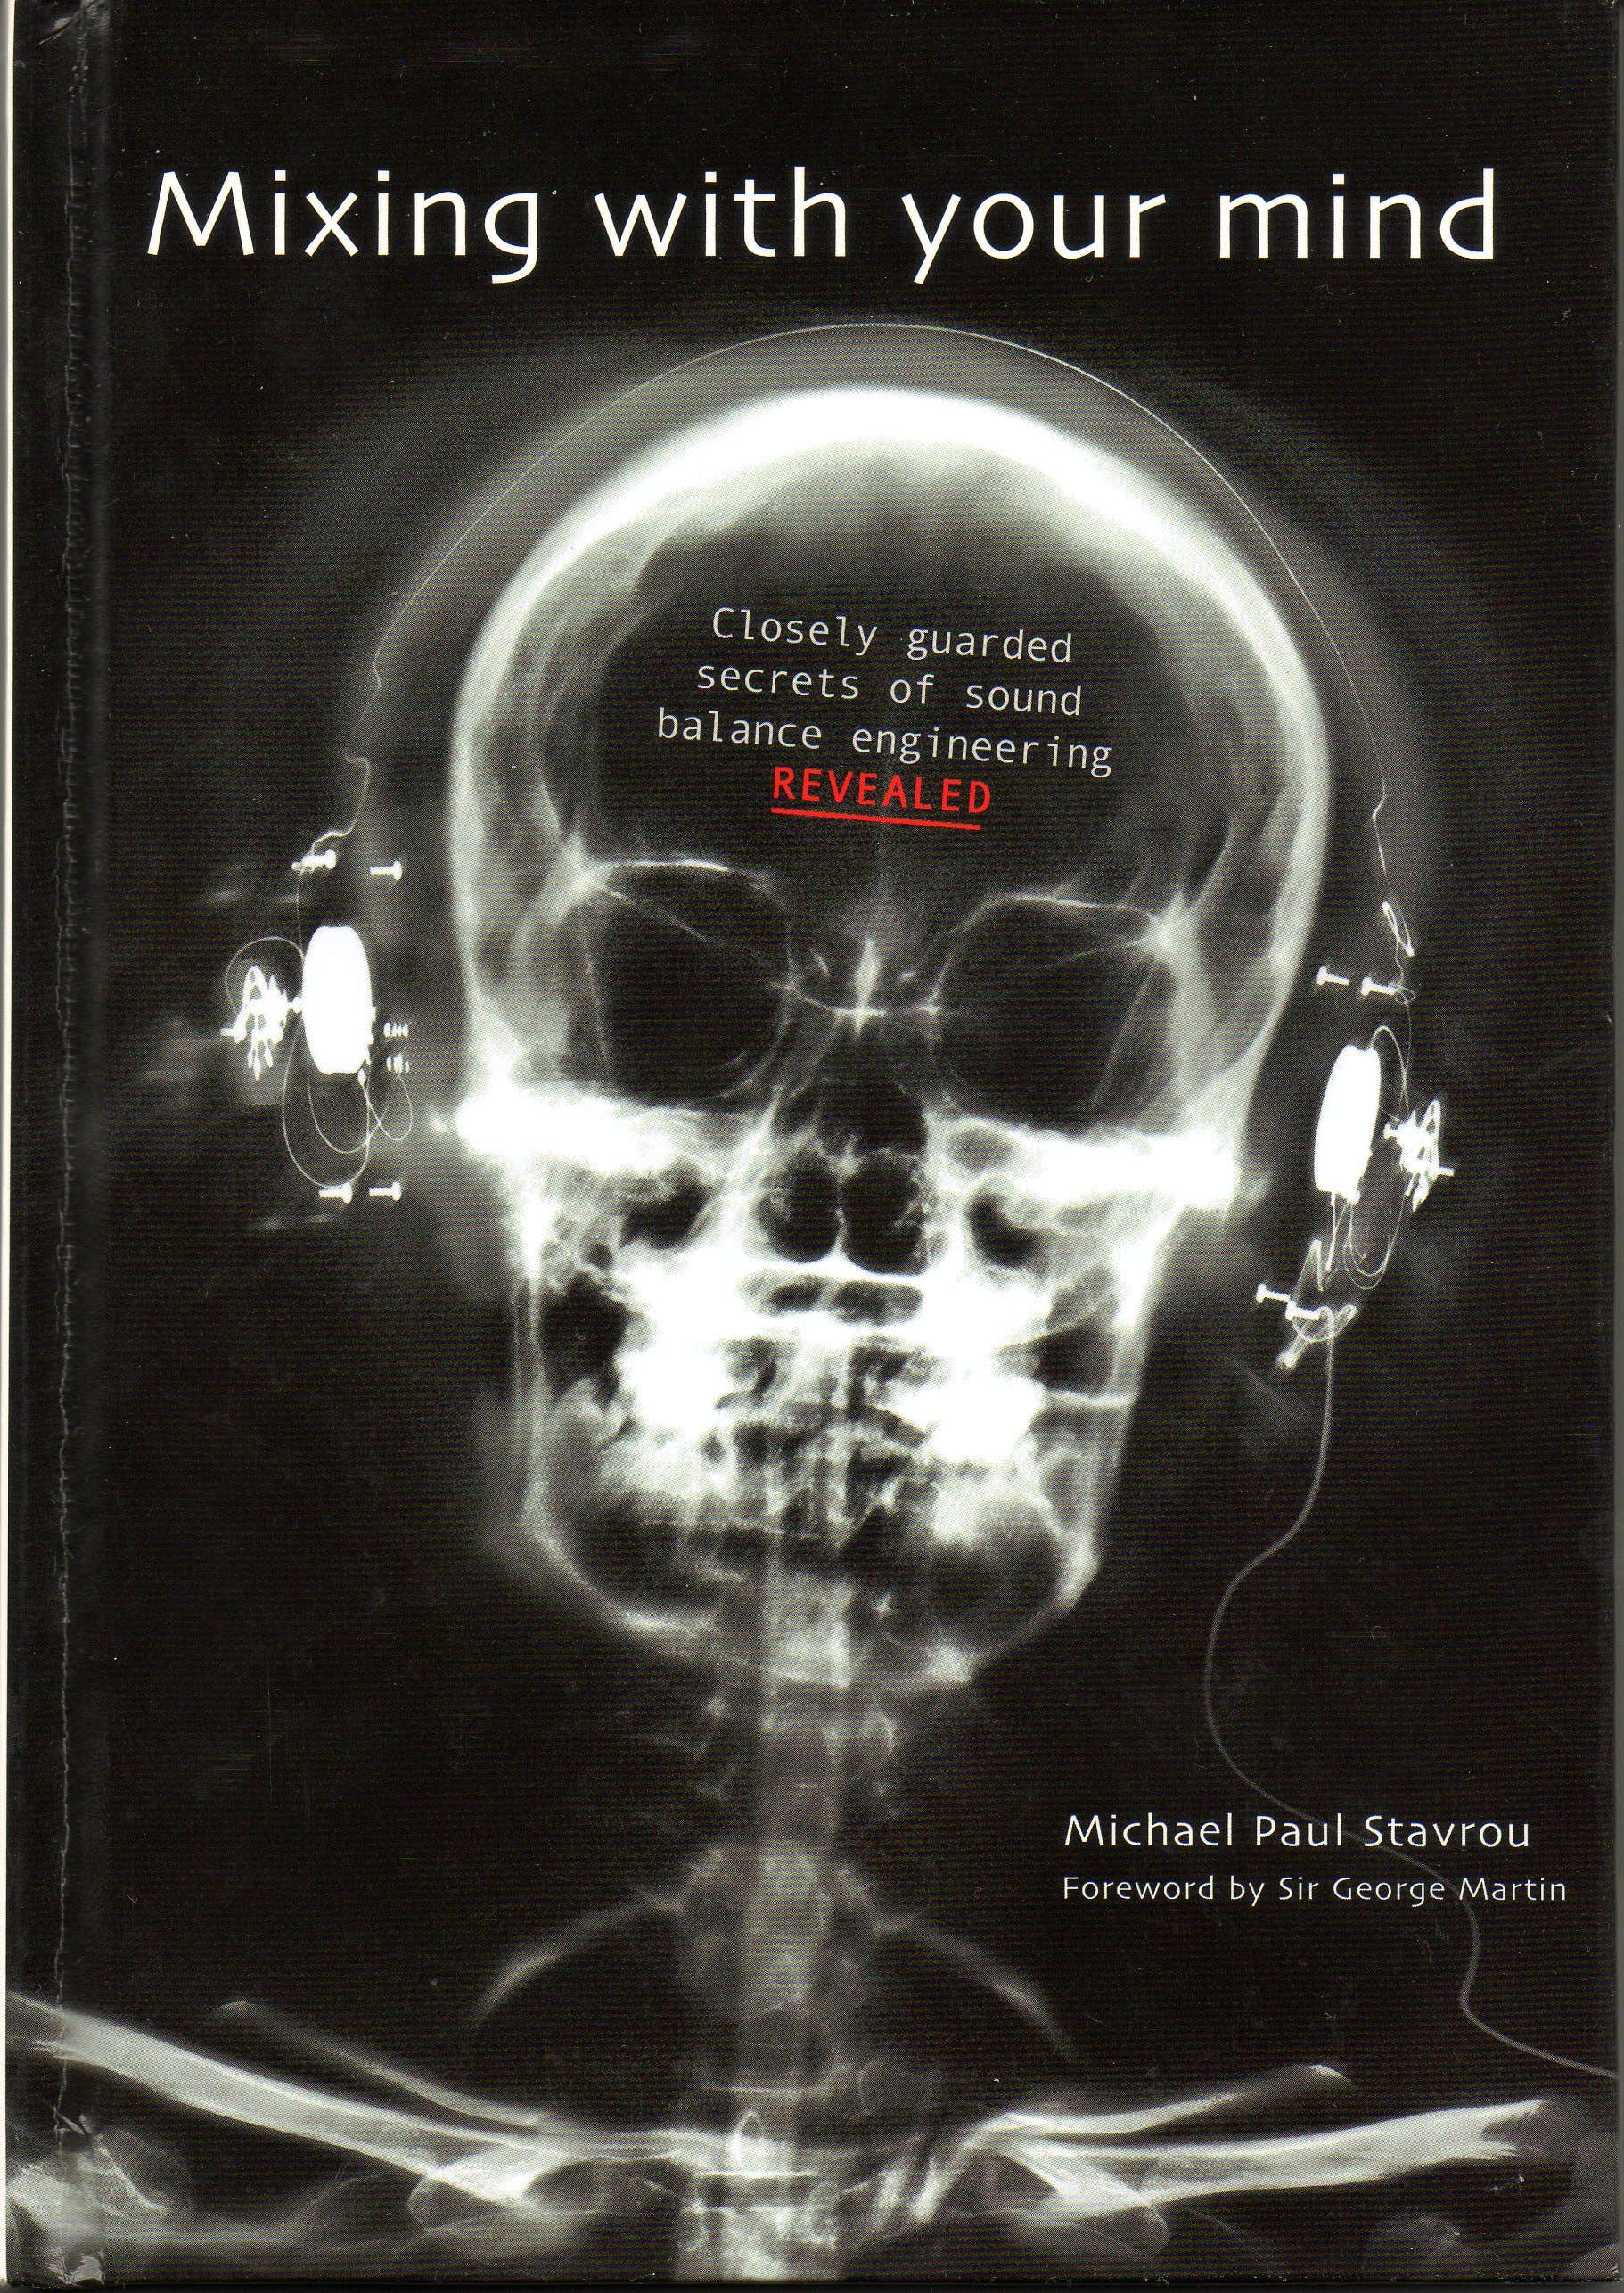 Mixing with your mind
Closely guarded
secrets of sound
balance engineering
REVEALED
Michael Paul Stavrou
Foreword by Sir George Martin